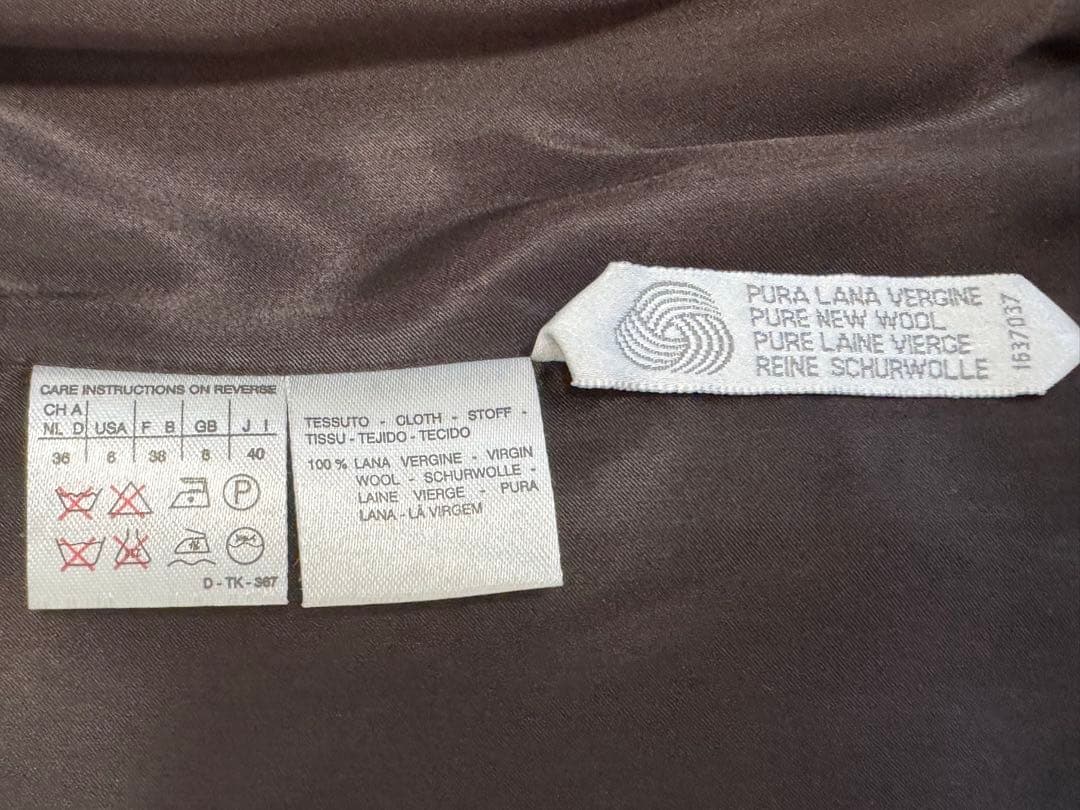 CARE INSTRUCTIONS ON REVERSE
CH A
NL D USA F B GB J I
36 6 38 8 40
P
D-TK-367
TESSUTO - CLOTH - STOFF -
TISSU - TEJIDO - TECIDO
100 % LANA VERGINE - VIRGIN
WOOL - SCHURWOLLE -
LAINE VIERGE - PURA
LANA - LÃ VIRGEM
PURA LANA VERGINE
PURE NEW WOOL
PURE LAINE VIERGE
REINE SCHURWOLLE
1637037